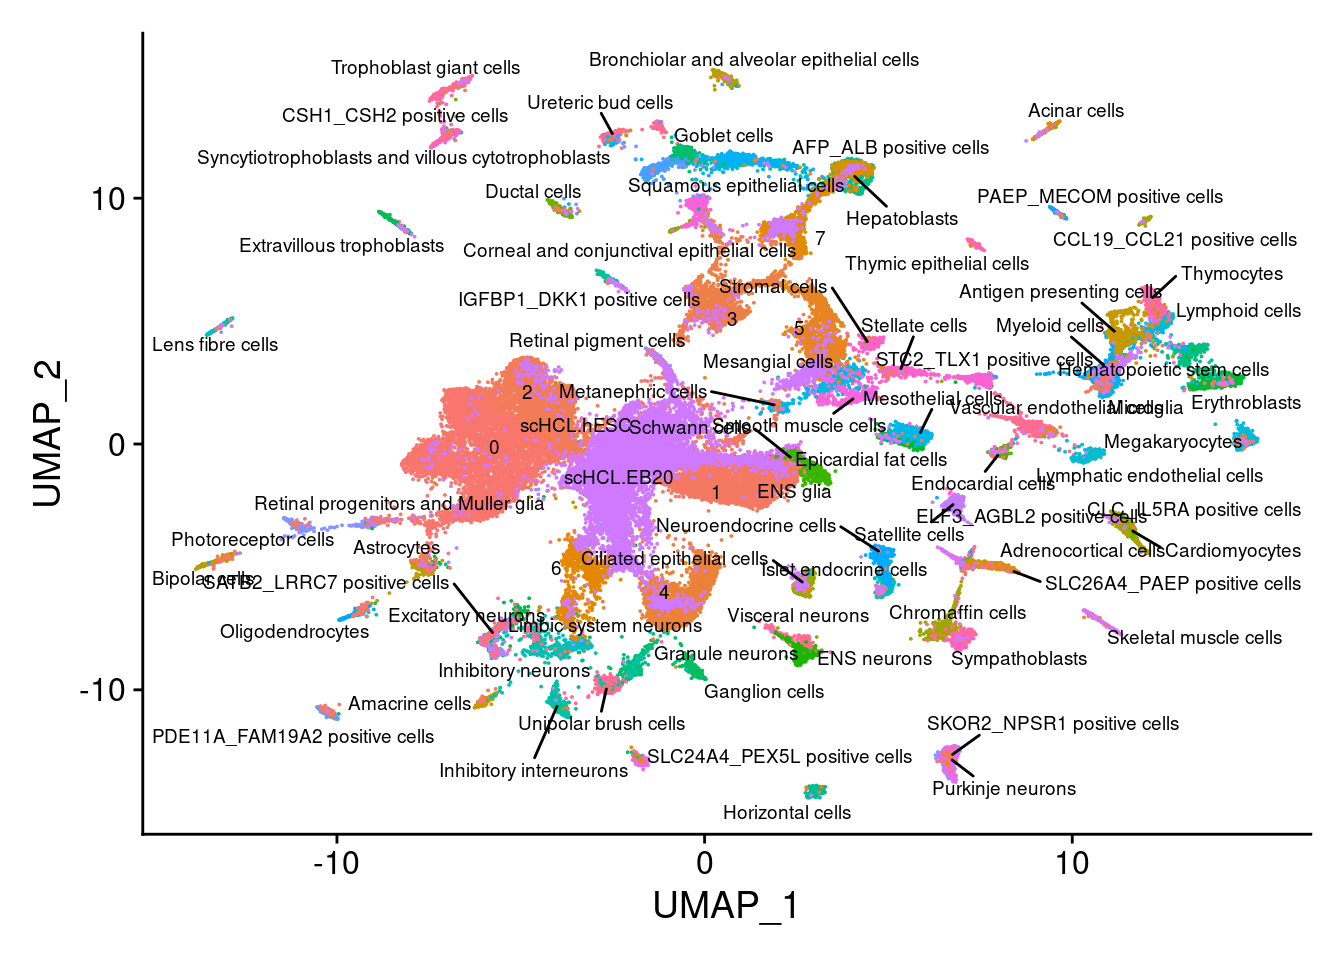 Bronchiolar and alveolar epithelial cells
Trophoblast giant cells
Ureteric bud cells
Acinar cells
CSH1_CSH2 positive cells
Goblet cells
AFP_ALB positive cells
Syncytiotrophoblasts and villous cytotrophoblasts
Squamous epithelial cells
Ductal cells
PAEP_MECOM positive cells
10
Hepatoblasts
7
CCL19_CCL21 positive cells
Extravillous trophoblasts
Corneal and conjunctival epithelial cells
Thymic epithelial cells
Thymocytes
Stromal cells
Antigen presenting cells
IGFBP1_DKK1 positive cells
Lymphoid cells
3
5
Stellate cells
Myeloid cells
Lens fibre cells
Retinal pigment cells
Mesangial cells
STC2_TLX1 positive cells
Hematopoietic stem cells
2
Metanephric cells
Mesothelial cells
Vascular endothelial cells
Microglia
Erythroblasts
scHCL.hESC
Schwann cells
Smooth muscle cells
0
0
Megakaryocytes
Epicardial fat cells
scHCL.EB20
Endocardial cells
Lymphatic endothelial cells
1
ENS glia
Retinal progenitors and Muller glia
ELF3_AGBL2 positive cells
CLC_IL5RA positive cells
Neuroendocrine cells
Satellite cells
Photoreceptor cells
Astrocytes
Adrenocortical cells
Cardiomyocytes
Ciliated epithelial cells
6
Islet endocrine cells
Bipolar cells
SATB2_LRRC7 positive cells
SLC26A4_PAEP positive cells
4
Excitatory neurons
Visceral neurons
Chromaffin cells
Oligodendrocytes
Limbic system neurons
Skeletal muscle cells
Granule neurons
ENS neurons
Sympathoblasts
Inhibitory neurons
-10
Ganglion cells
Amacrine cells
Unipolar brush cells
SKOR2_NPSR1 positive cells
PDE11A_FAM19A2 positive cells
SLC24A4_PEX5L positive cells
Inhibitory interneurons
Purkinje neurons
Horizontal cells
-10
0
10
UMAP_1
UMAP_2